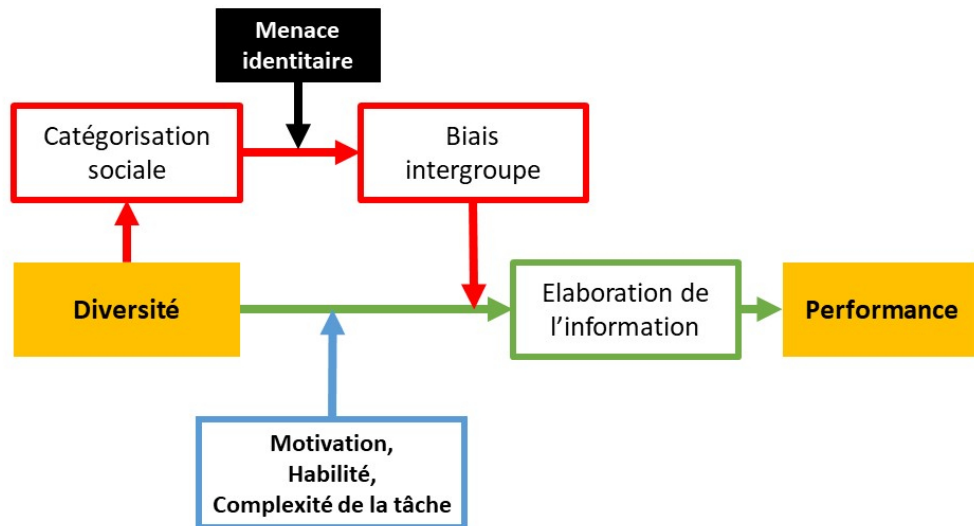 Menace
identitaire
Catégorisation
sociale
Biais
intergroupe
Diversité
Elaboration de
l'information
Performance
Motivation,
Habilité,
Complexité de la tâche